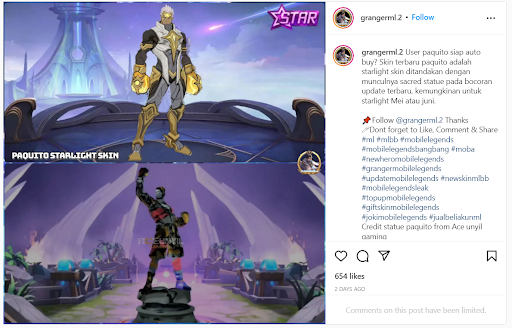 STAR
PAQUITO STARLIGHT SKIN
grangerml.2 • Follow
grangerml.2 User paquito siap auto
buy? Skin terbaru paquito adalah
starlight skin ditandakan dengan
munculnya sacred statue pada bocoran
update terbaru, kemungkinan untuk
starlight Mei atau juni.
📌Follow @grangerml.2 Thanks
Dont forget to Like, Comment & Share
#ml #mlbb #mobilelegends
#mobilelegendsbangbang #moba
#newheromobilelegends
#grangermobilelegends
#updatemobilelegends #newskinmlbb
#mobilelegendsleak
#topupmobilelegends
#giftskinmobilelegends
#jokimobilelegends #jualbeliakunml
Credit statue paquito from Ace unyil
gaming
654 likes
2 DAYS AGO
Comments on this post have been limited.